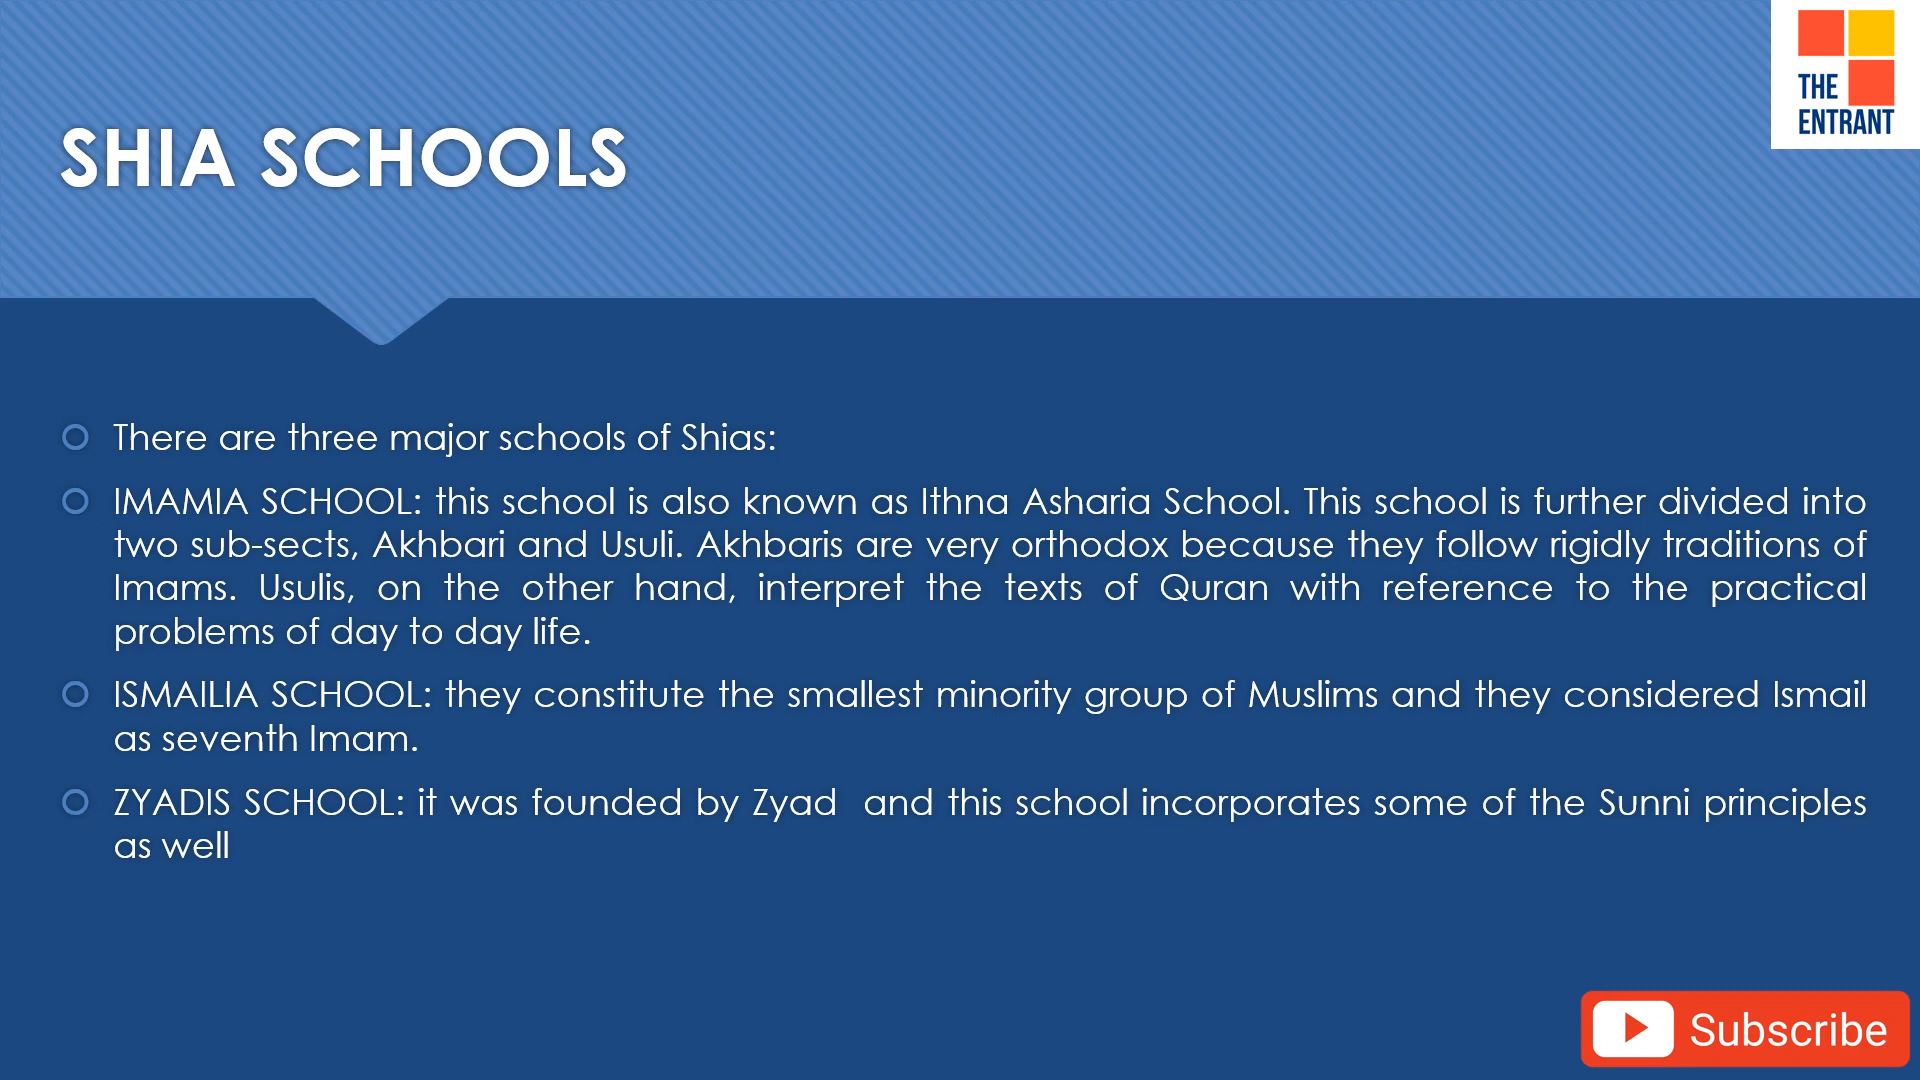 THE
ENTRANT
SHIA SCHOOLS
There are three major schools of Shias:
IMAMIA SCHOOL: this school is also known as Ithna Asharia School. This school is further divided into
two sub-sects, Akhbari and Usuli. Akhbaris are very orthodox because they follow rigidly traditions of
Imams. Usulis, on the other hand, interpret the texts of Quran with reference to the practical
problems of day to day life.
ISMAILIA SCHOOL: they constitute the smallest minority group of Muslims and they considered Ismail
as seventh Imam.
ZYADIS SCHOOL: it was founded by Zyad and this school incorporates some of the Sunni principles
as well
Subscribe